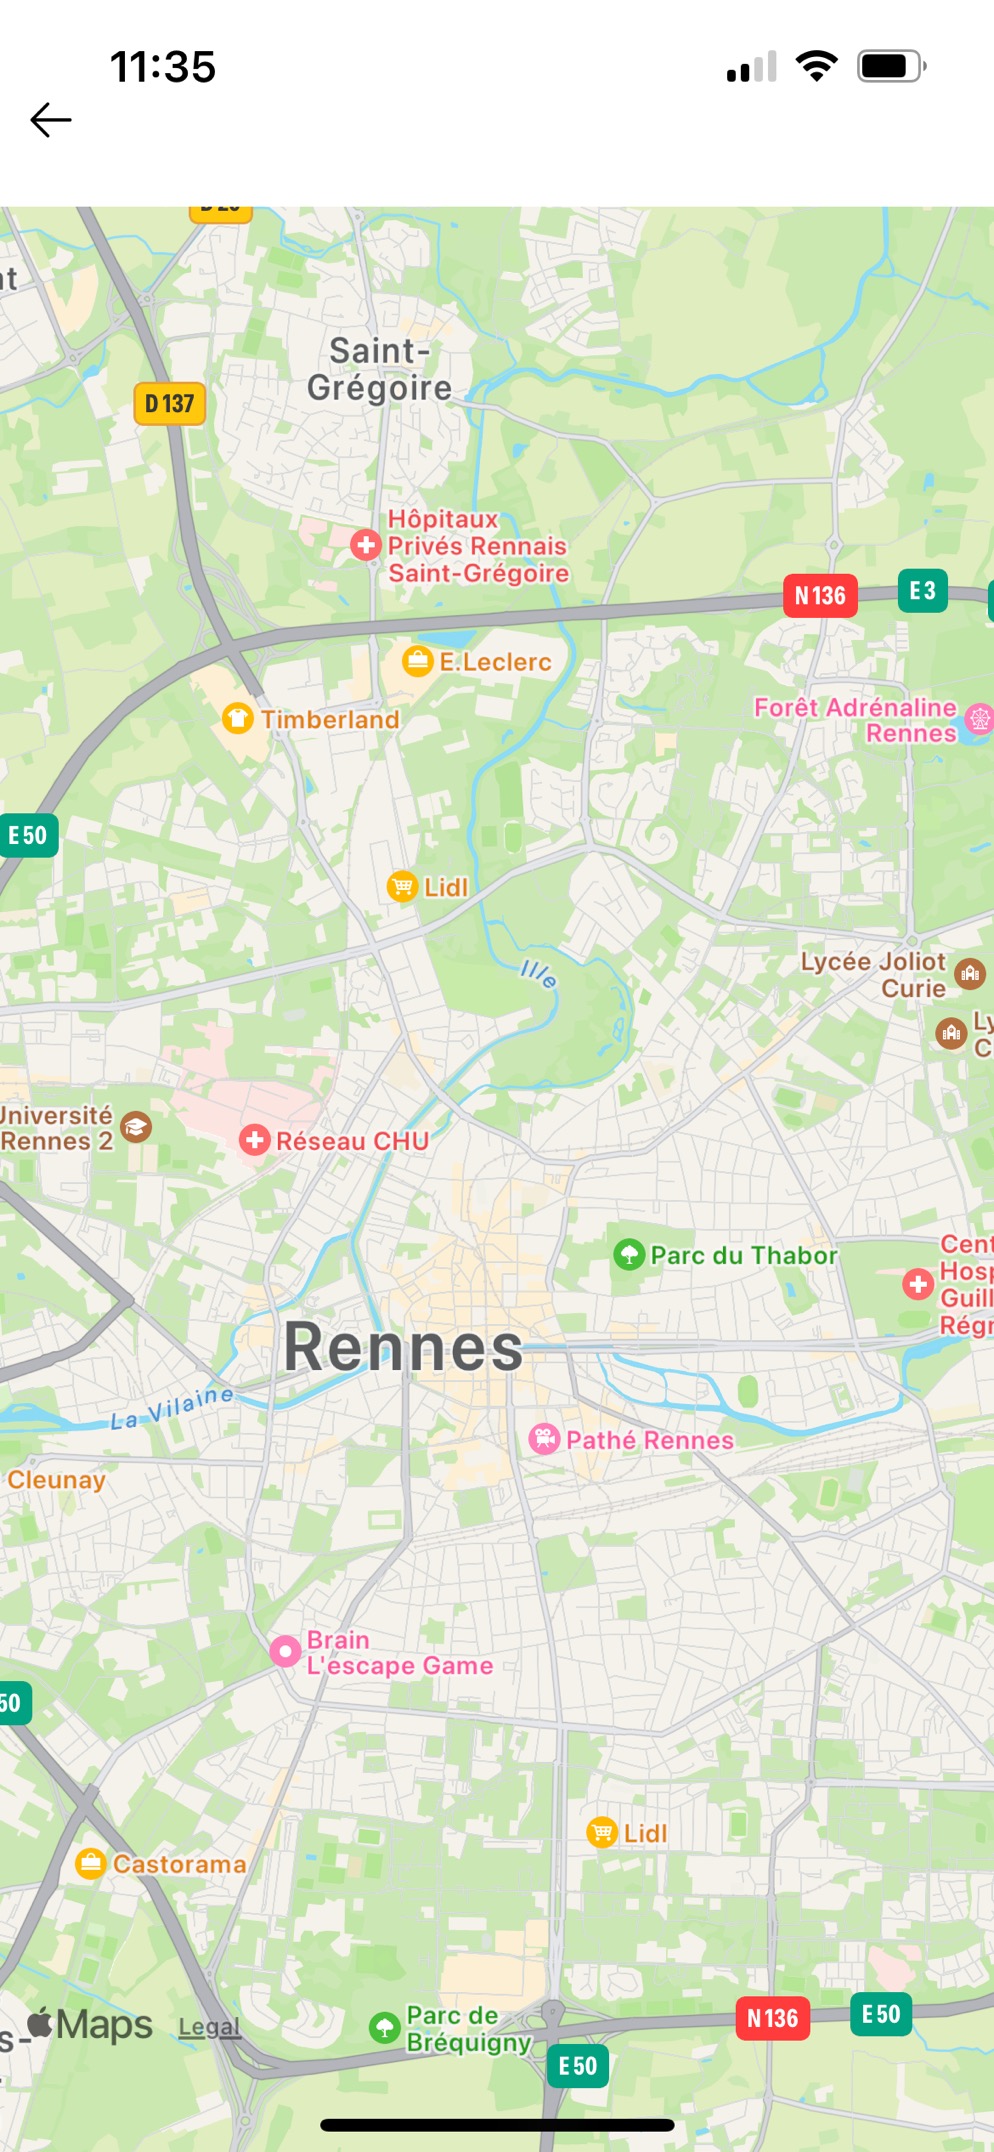 11:35
Saint-
Grégoire
D 137
Hôpitaux
Privés Rennais
Saint-Grégoire
N 136
E 3
E.Leclerc
Timberland
Forêt Adrénaline
Rennes
E 50
Lidl
Ille
Lycée Joliot
Curie
Université
Rennes 2
Réseau CHU
Parc du Thabor
Rennes
La Vilaine
Pathé Rennes
Cleunay
Brain
L'escape Game
50
Lidl
Castorama
Maps
Legal
Parc de
Bréquigny
N 136
E 50
E 50